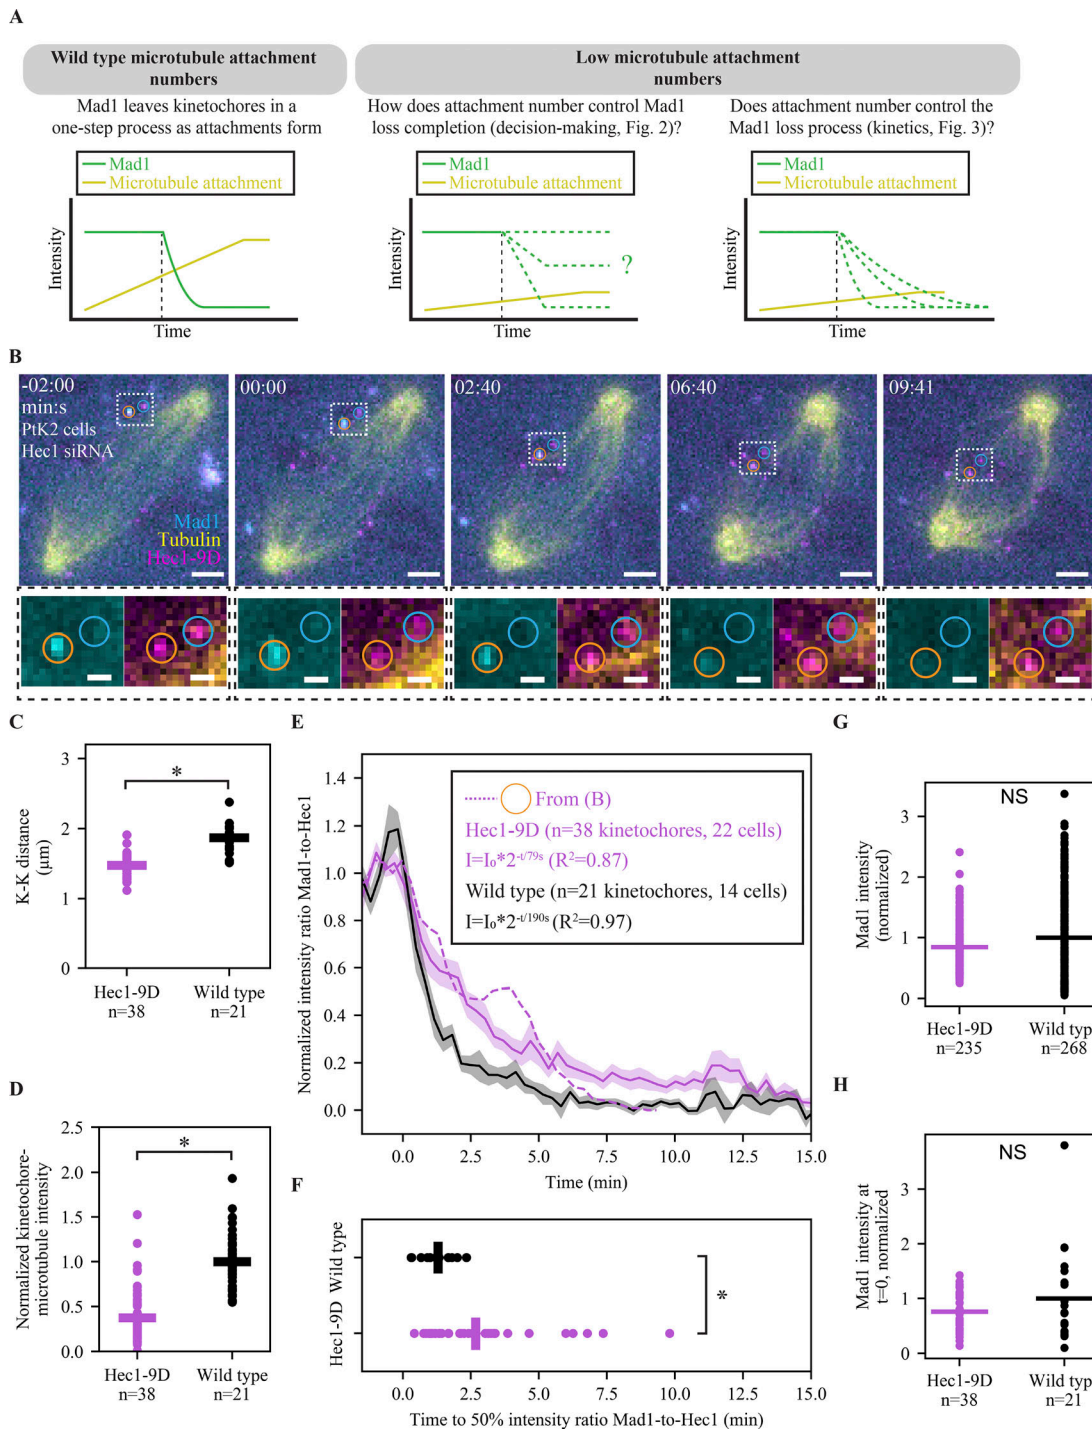 A
Wild type microtubule attachment
numbers
Low microtubule attachment
numbers
Mad1 leaves kinetochores in a
one-step process as attachments form
How does attachment number control Mad1
loss completion (decision-making, Fig. 2)?
Does attachment number control the
Mad1 loss process (kinetics, Fig. 3)?
Mad1
Microtubule attachment
Intensity
Time
Mad1
Microtubule attachment
Intensity
?
Time
Mad1
Microtubule attachment
Intensity
Time
B
-02:00
min:s
PtK2 cells
Hec1 siRNA
Mad1
Tubulin
Hec1-9D
00:00
02:40
06:40
09:41
C
K-K distance
(µm)
3
2
1
0
*
Hec1-9D
n=38
Wild type
n=21
D
Normalized kinetochore-
microtubule intensity
2.5
2.0
1.5
1.0
0.5
0.0
*
Hec1-9D
n=38
Wild type
n=21
E
Normalized intensity ratio Mad1-to-Hec1
1.4
1.2
1.0
0.8
0.6
0.4
0.2
0.0
From (B)
Hec1-9D (n=38 kinetochores, 22 cells)
I=I₀*2⁻ᵗ/⁷⁹ˢ (R²=0.87)
Wild type (n=21 kinetochores, 14 cells)
I=I₀*2⁻ᵗ/¹⁹⁰ˢ (R²=0.97)
0.0 2.5 5.0 7.5 10.0 12.5 15.0
Time (min)
F
Hec1-9D Wild type
*
0.0 2.5 5.0 7.5 10.0 12.5 15.0
Time to 50% intensity ratio Mad1-to-Hec1 (min)
G
Mad1 intensity
(normalized)
3
2
1
0
NS
Hec1-9D
n=235
Wild type
n=268
H
Mad1 intensity at
t=0, normalized
3
2
1
0
NS
Hec1-9D
n=38
Wild type
n=21